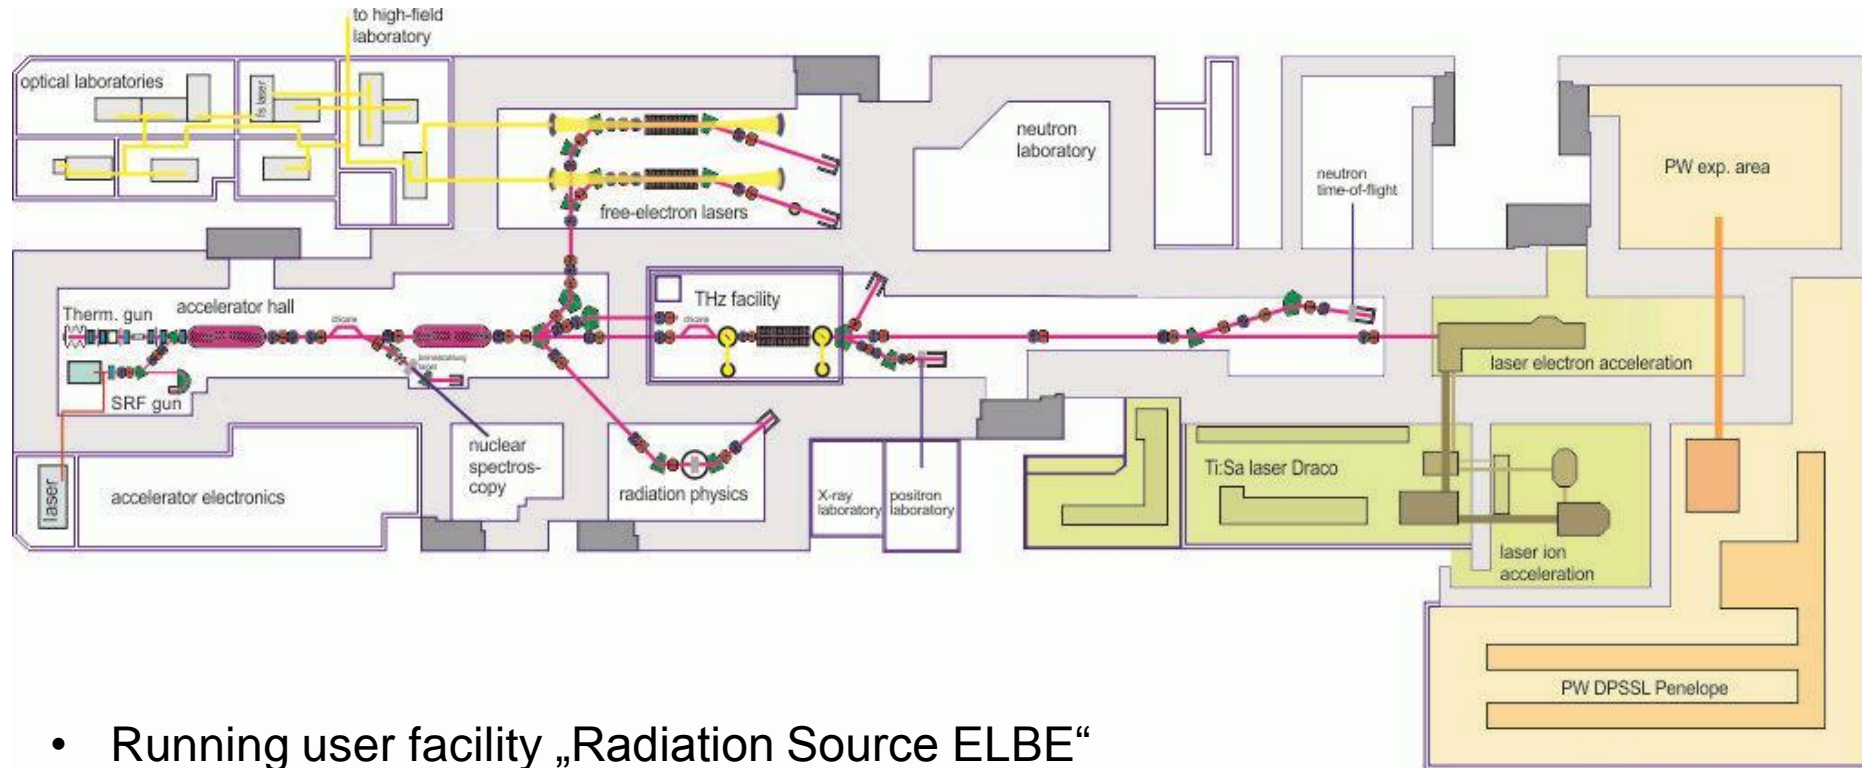 to high-field
laboratory
optical laboratories
fs laser
neutron
laboratory
PW exp. area
neutron
time-of-flight
free-electron lasers
accelerator hall
Therm. gun
THz facility
chicane
chicane
laser electron acceleration
SRF gun
nuclear
spectros-
copy
Ti:Sa laser Draco
accelerator electronics
laser
radiation physics
X-ray
laboratory
positron
laboratory
laser ion
acceleration
PW DPSSL Penelope
• Running user facility „Radiation Source ELBE“